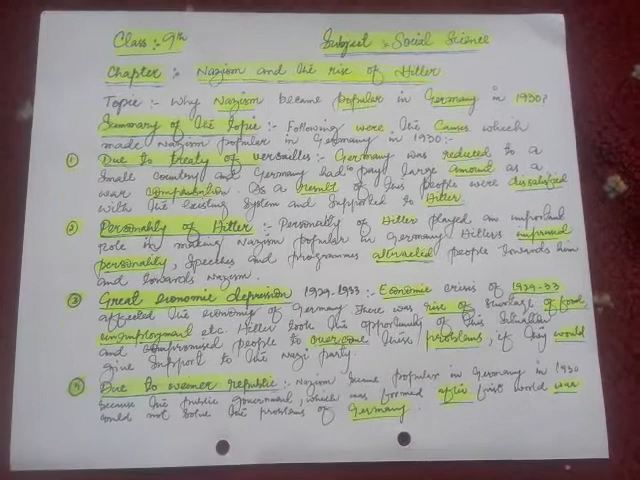 Class :- 9th Subject :- Social Science
Chapter :- Nazism and the rise of Hitler
Topic :- Why Nazism became popular in Germany in 1930?
Summary of the Topic :- Following were the causes which
made nazism popular in Germany in 1930:-
① Due to treaty of versailles :- Germany was reduced to a
small country and Germany had to pay large amount as a
war As a result of this people were
with the existing system and supported to Hitler
② Personality of Hitler :- Personality of Hitler played an important
role in making Nazism popular in Germany. Hitlers
personality, Speeches and programmes attracted people towards him
and towards nazism.
③ Great economic depression 1929-1933 :- Economic crisis of 1929-33
affected the economy of Germany There was rise of shortage of food
unemployment etc. Hitler took the opportunity of this situation
and people to over come this problems, if they would
give support to the nazi party.
④ Due to weimer republic :- Nazism became popular in Germany in 1930
because the public government, which was formed after first world war
could not solve the problems of Germany.